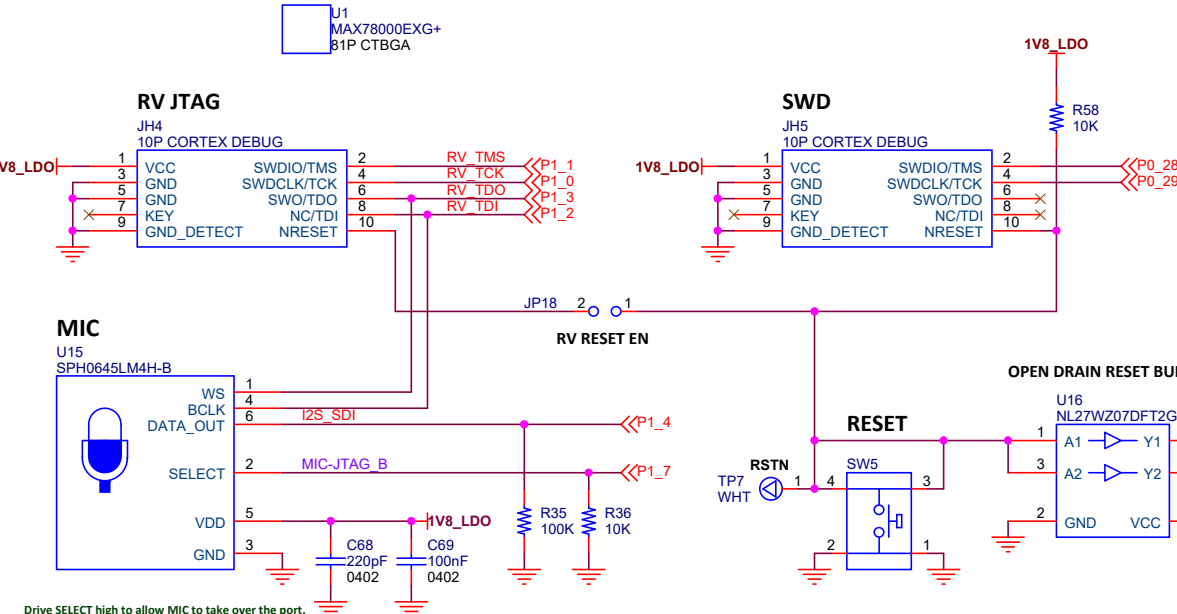 U1
MAX78000EXG+
81P CTBGA
1V8_LDO
R58
10K
RV JTAG
JH4
10P CORTEX DEBUG
V8_LDO
1
3
5
7
9
VCC
GND
GND
KEY
GND_DETECT
SWDIO/TMS
SWDCLK/TCK
SWO/TDO
NC/TDI
NRESET
2
4
6
8
10
RV_TMS
RV_TCK
RV_TDO
RV_TDI
P1_1
P1_0
P1_3
P1_2
SWD
JH5
10P CORTEX DEBUG
1V8_LDO
1
3
5
7
9
VCC
GND
GND
KEY
GND_DETECT
SWDIO/TMS
SWDCLK/TCK
SWO/TDO
NC/TDI
NRESET
2
4
6
8
10
P0_28
P0_29
JP18 2 1
RV RESET EN
MIC
U15
SPH0645LM4H-B
WS 1
BCLK 4
DATA_OUT 6
I2S_SDI
P1_4
SELECT 2
MIC-JTAG_B
P1_7
VDD 5
1V8_LDO
GND 3
C68
220pF
0402
C69
100nF
0402
R35
100K
R36
10K
Drive SELECT high to allow MIC to take over the port.
RESET
SW5
RSTN
TP7
WHT
1
4
3
2
1
OPEN DRAIN RESET BU
U16
NL27WZ07DFT2G
1 A1 Y1
3 A2 Y2
2 GND VCC